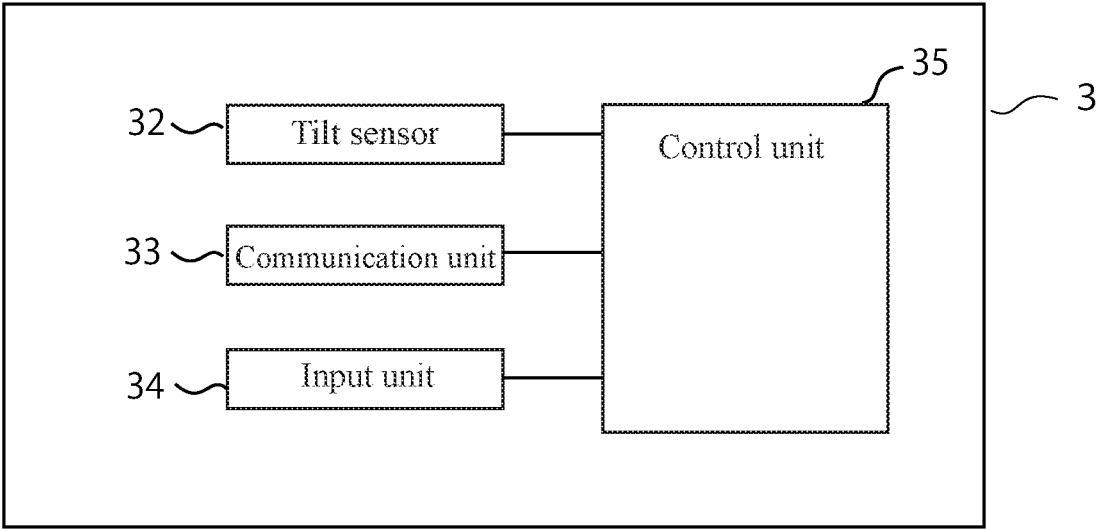 35
3
32
Tilt sensor
Control unit
33
Communication unit
34
Input unit